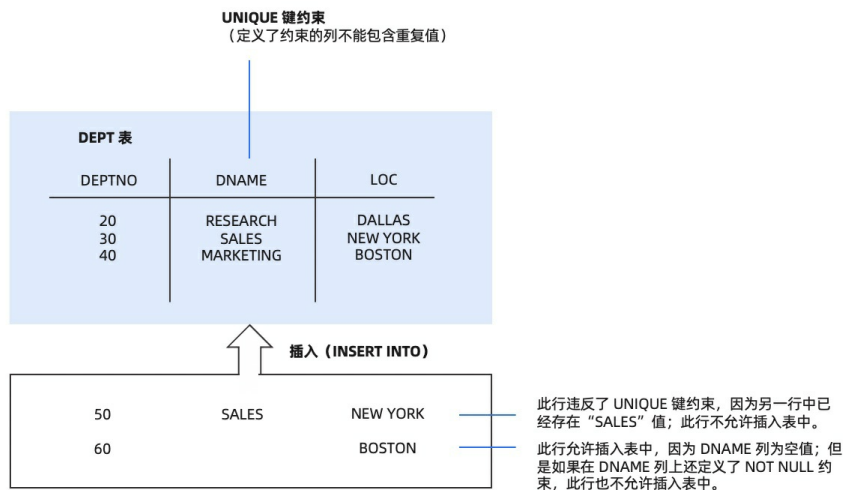 UNIQUE 键约束
（定义了约束的列不能包含重复值）
DEPT 表
DEPTNO DNAME LOC
20 RESEARCH DALLAS
30 SALES NEW YORK
40 MARKETING BOSTON
插入（INSERT INTO）
50 SALES NEW YORK
60 BOSTON
此行违反了 UNIQUE 键约束，因为另一行中已
经存在“SALES”值；此行不允许插入表中。
此行允许插入表中，因为 DNAME 列为空值；但
是如果在 DNAME 列上还定义了 NOT NULL 约
束，此行也不允许插入表中。